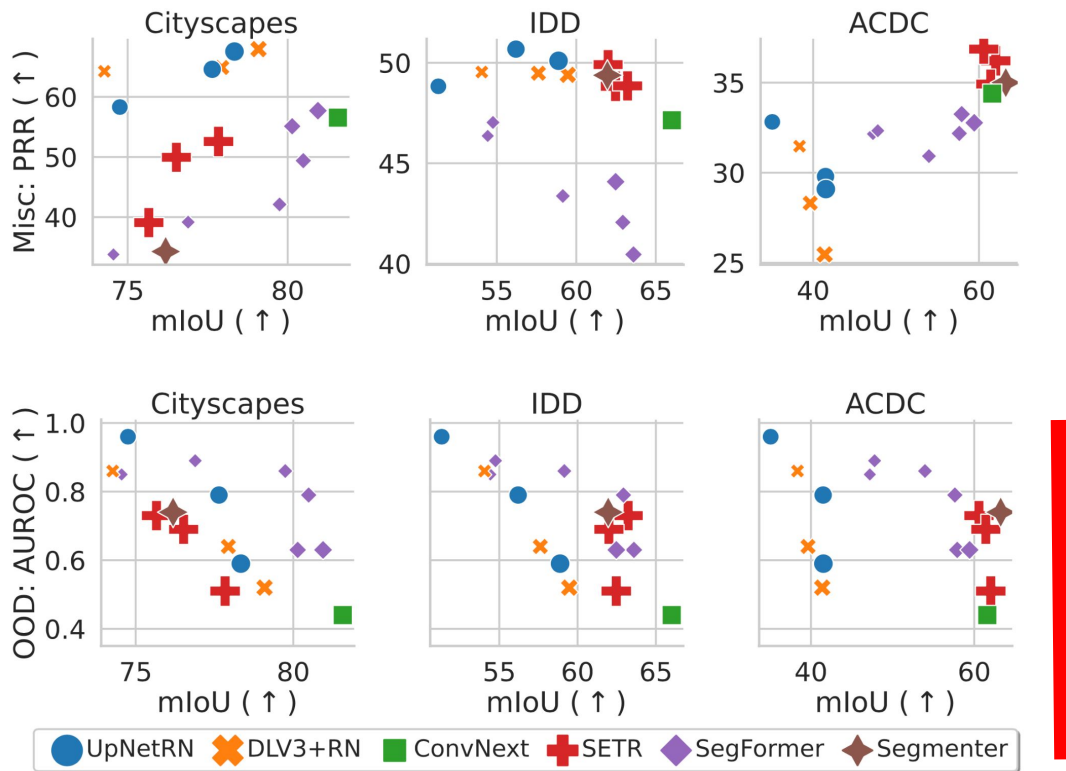 Cityscapes IDD ACDC
Misc: PRR (↑)
60
50
40
50
45
40
35
30
25
75 80 55 60 65 40 60
mIoU (↑) mIoU (↑) mIoU (↑)
Cityscapes IDD ACDC
OOD: AUROC (↑)
1.0
0.8
0.6
0.4
75 80 55 60 65 40 60
mIoU (↑) mIoU (↑) mIoU (↑)
UpNetRN DLV3+RN ConvNext SETR SegFormer Segmenter